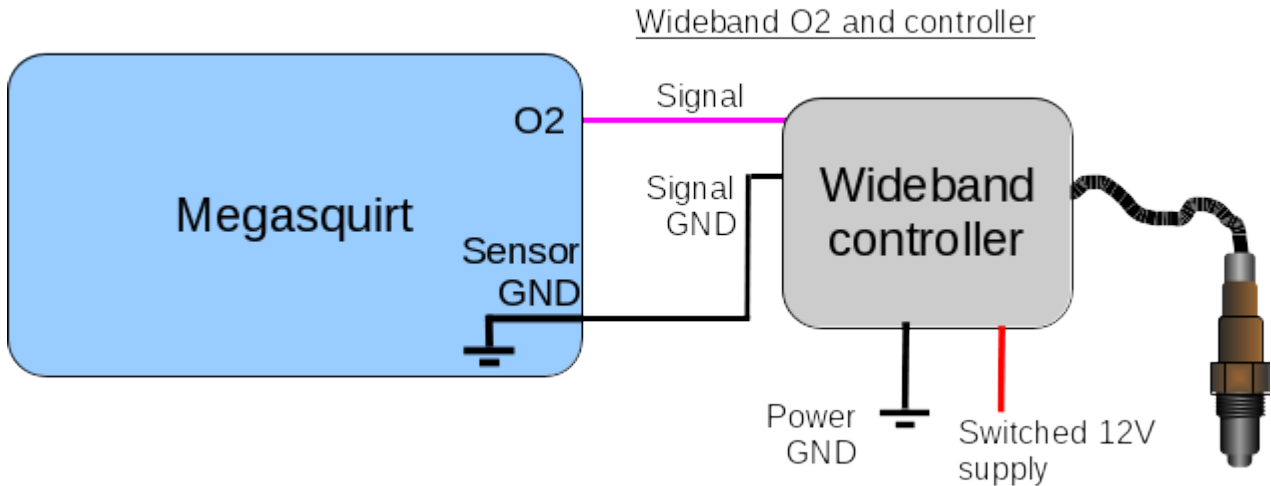 Wideband O2 and controller
Signal
O2
Signal
GND
Wideband
controller
Megasquirt
Sensor
GND
Power
GND
Switched 12V
supply